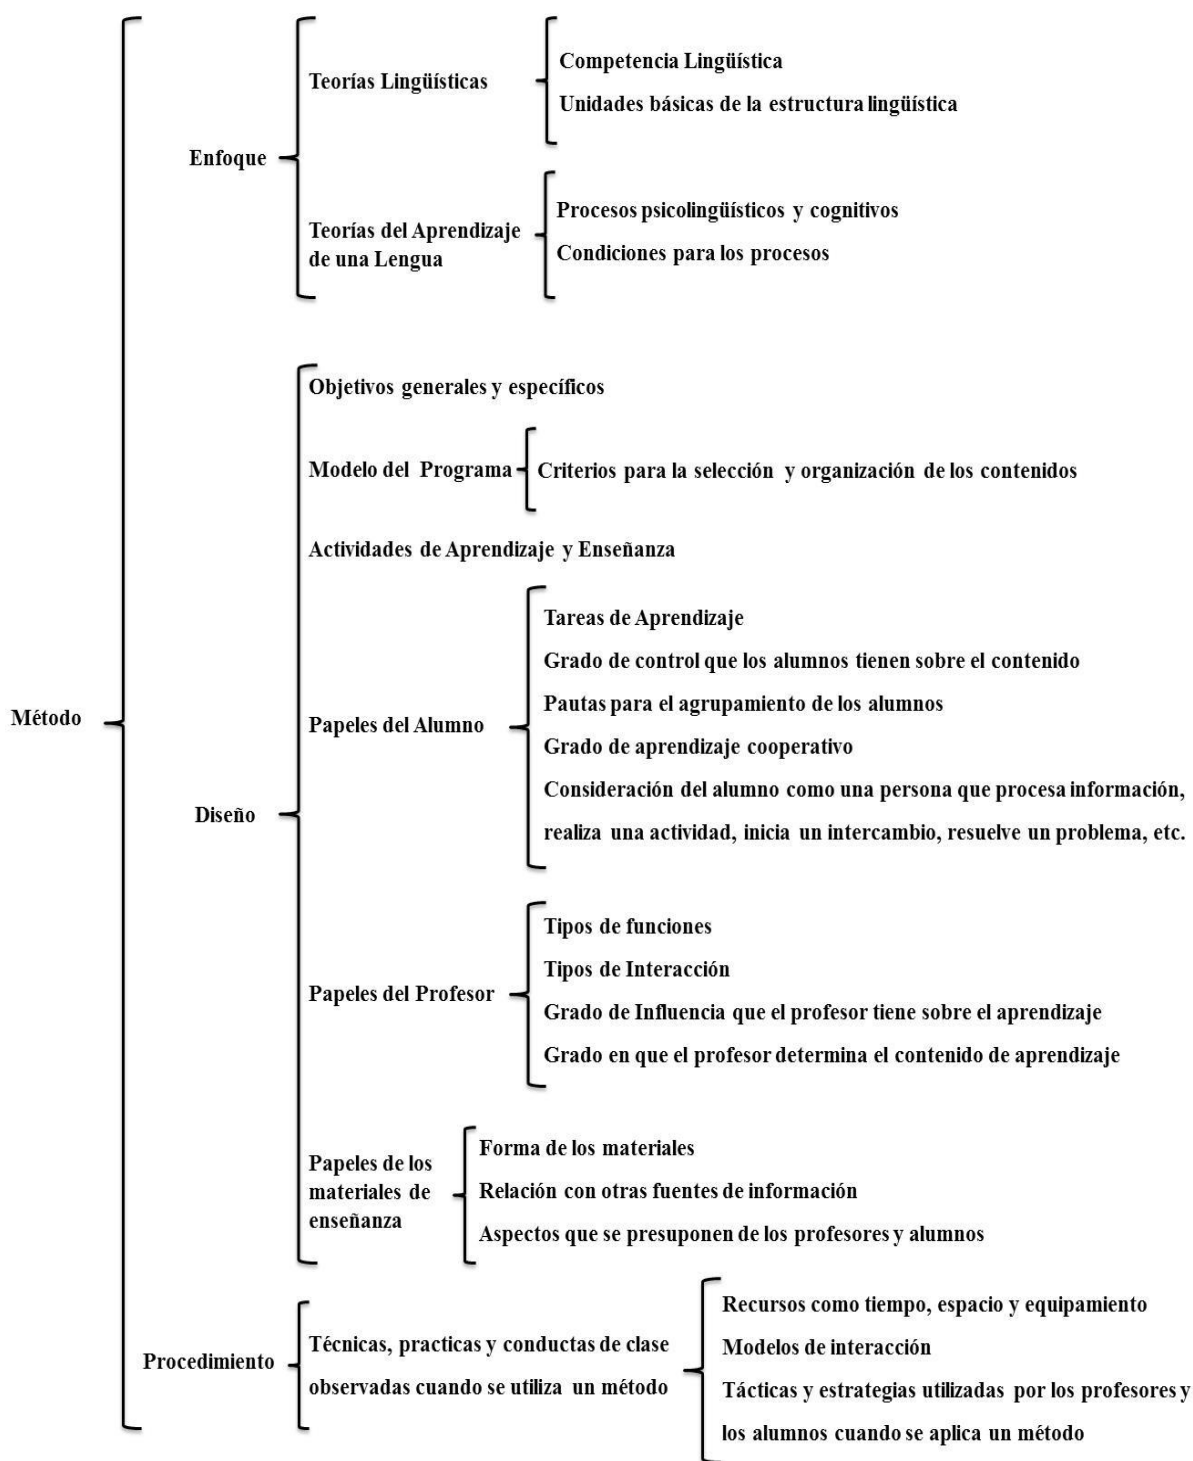 Método
Enfoque
Teorías Lingüísticas
Competencia Lingüística
Unidades básicas de la estructura lingüística
Teorías del Aprendizaje
de una Lengua
Procesos psicolingüísticos y cognitivos
Condiciones para los procesos
Diseño
Objetivos generales y específicos
Modelo del Programa
Criterios para la selección y organización de los contenidos
Actividades de Aprendizaje y Enseñanza
Papeles del Alumno
Tareas de Aprendizaje
Grado de control que los alumnos tienen sobre el contenido
Pautas para el agrupamiento de los alumnos
Grado de aprendizaje cooperativo
Consideración del alumno como una persona que procesa información,
realiza una actividad, inicia un intercambio, resuelve un problema, etc.
Papeles del Profesor
Tipos de funciones
Tipos de Interacción
Grado de Influencia que el profesor tiene sobre el aprendizaje
Grado en que el profesor determina el contenido de aprendizaje
Papeles de los
materiales de
enseñanza
Forma de los materiales
Relación con otras fuentes de información
Aspectos que se presuponen de los profesores y alumnos
Procedimiento
Técnicas, practicas y conductas de clase
observadas cuando se utiliza un método
Recursos como tiempo, espacio y equipamiento
Modelos de interacción
Tácticas y estrategias utilizadas por los profesores y
los alumnos cuando se aplica un método